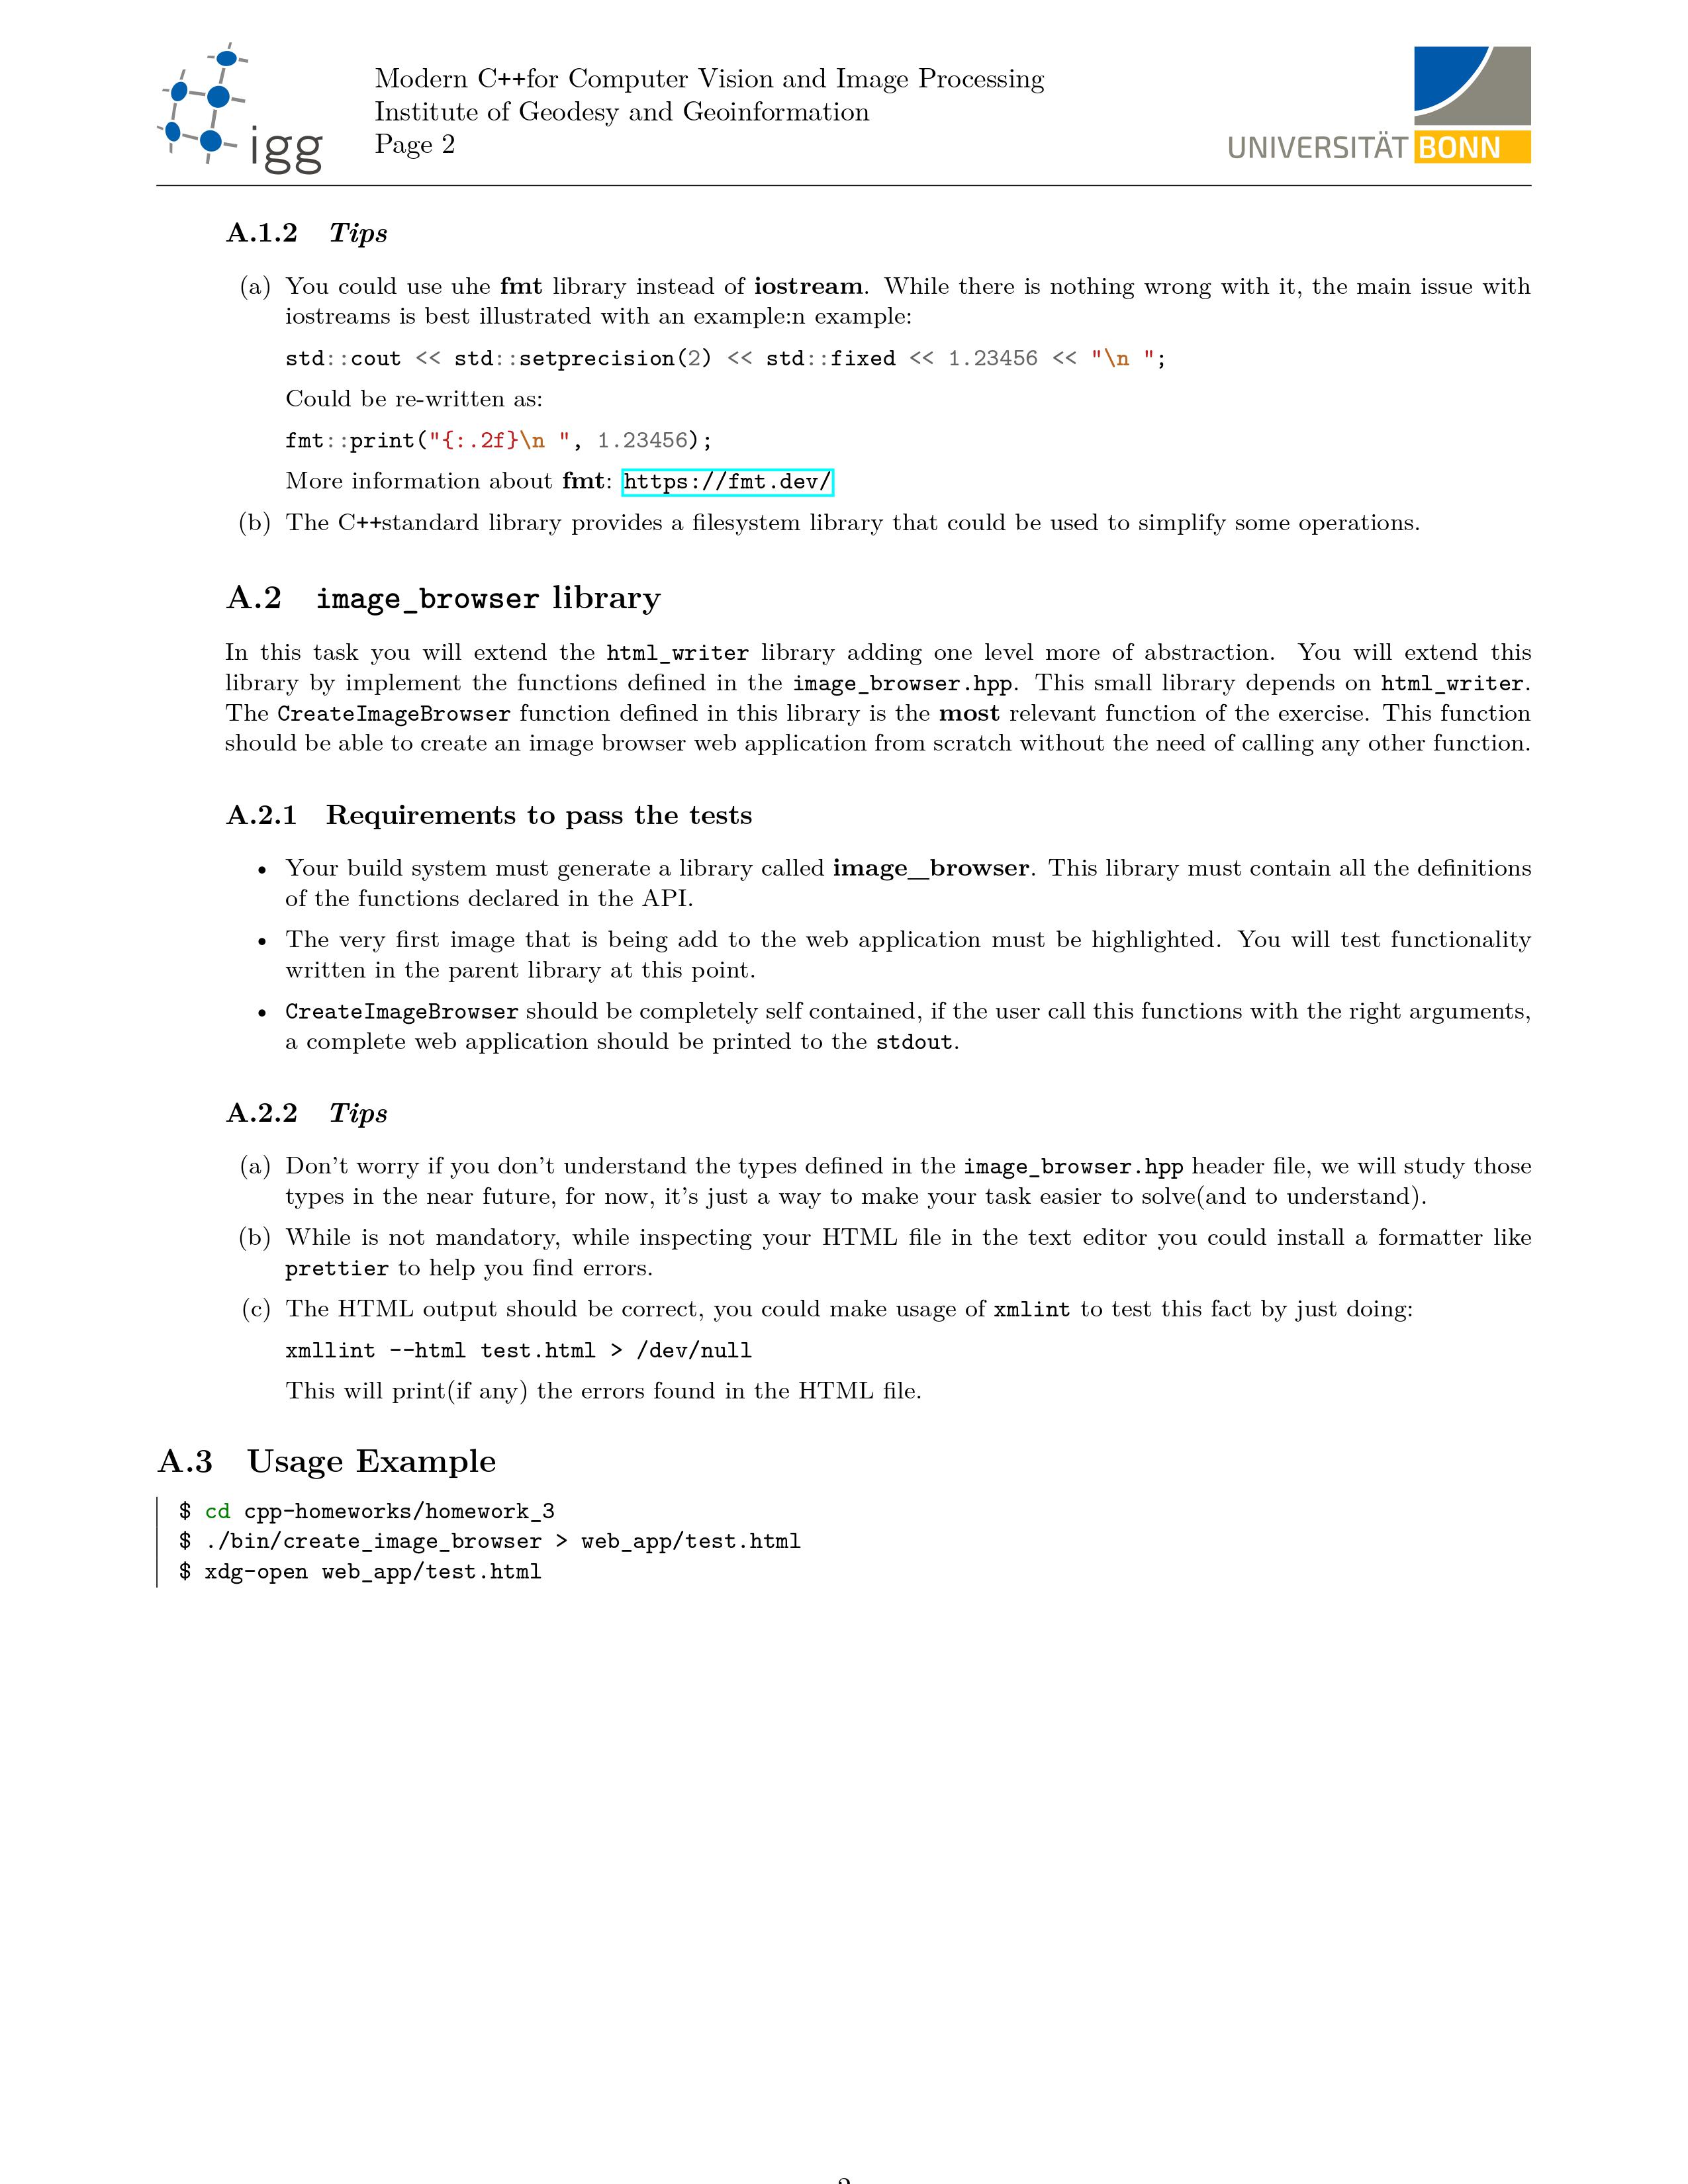 igg
Modern C++for Computer Vision and Image Processing
Institute of Geodesy and Geoinformation
Page 2
UNIVERSITÄT BONN
A.1.2 Tips
(a) You could use uhe fmt library instead of iostream. While there is nothing wrong with it, the main issue with
iostreams is best illustrated with an example:n example:
std::cout << std::setprecision(2) << std::fixed << 1.23456 << "\n ";
Could be re-written as:
fmt::print("{:.2f}\n ", 1.23456);
More information about fmt: https://fmt.dev/
(b) The C++standard library provides a filesystem library that could be used to simplify some operations.
A.2 image_browser library
In this task you will extend the html_writer library adding one level more of abstraction. You will extend this
library by implement the functions defined in the image_browser.hpp. This small library depends on html_writer.
The CreateImageBrowser function defined in this library is the most relevant function of the exercise. This function
should be able to create an image browser web application from scratch without the need of calling any other function.
A.2.1 Requirements to pass the tests
• Your build system must generate a library called image_browser. This library must contain all the definitions
of the functions declared in the API.
• The very first image that is being add to the web application must be highlighted. You will test functionality
written in the parent library at this point.
• CreateImageBrowser should be completely self contained, if the user call this functions with the right arguments,
a complete web application should be printed to the stdout.
A.2.2 Tips
(a) Don't worry if you don't understand the types defined in the image_browser.hpp header file, we will study those
types in the near future, for now, it's just a way to make your task easier to solve(and to understand).
(b) While is not mandatory, while inspecting your HTML file in the text editor you could install a formatter like
prettier to help you find errors.
(c) The HTML output should be correct, you could make usage of xmlint to test this fact by just doing:
xmllint --html test.html > /dev/null
This will print(if any) the errors found in the HTML file.
A.3 Usage Example
$ cd cpp-homeworks/homework_3
$ ./bin/create_image_browser > web_app/test.html
$ xdg-open web_app/test.html